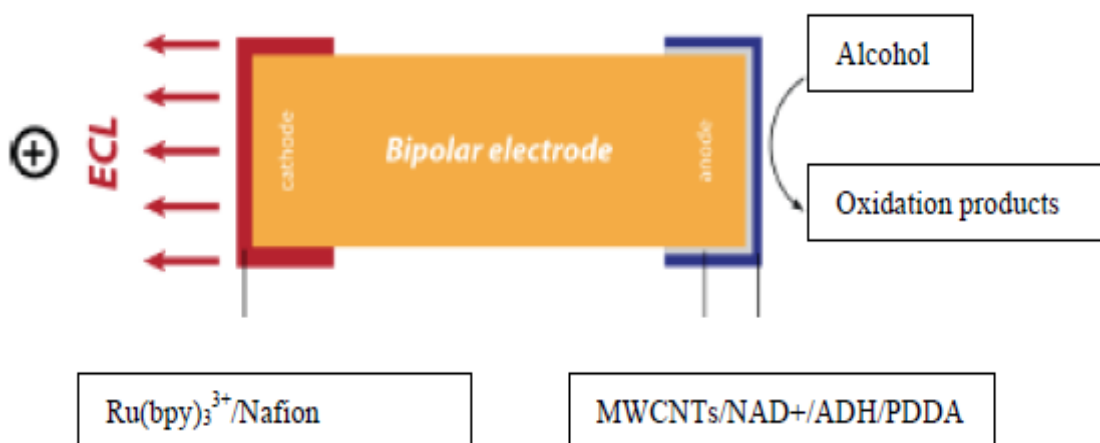 Alcohol
⊕
ECL
cathode
Bipolar electrode
anode
Oxidation products
Ru(bpy)₃³⁺/Nafion
MWCNTs/NAD+/ADH/PDDA